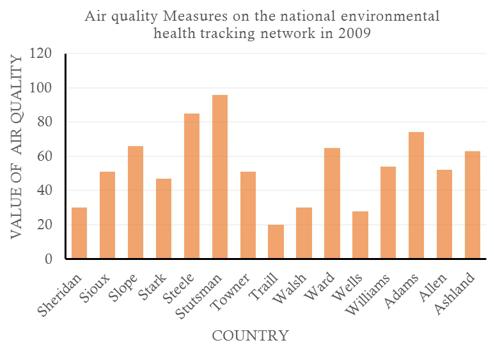 Air quality Measures on the national environmental
health tracking network in 2009
VALUE OF AIR QUALITY
120
100
80
60
40
20
0
Sheridan
Sioux
Slope
Stark
Steele
Stutsman
Towner
Traill
Walsh
Ward
Wells
Williams
Adams
Allen
Ashland
COUNTRY